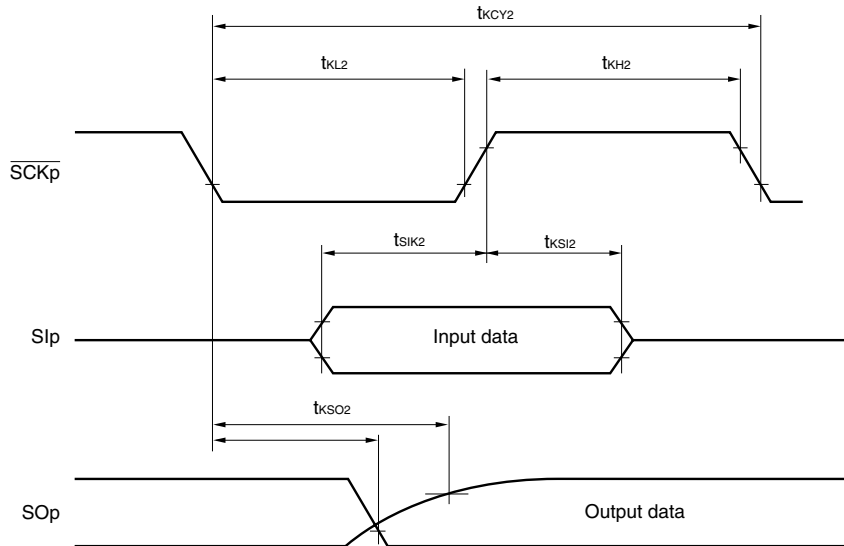 tKCY2
tKL2 tKH2
SCKp
tSIK2 tKSI2
SIp Input data
tKSO2
SOp Output data